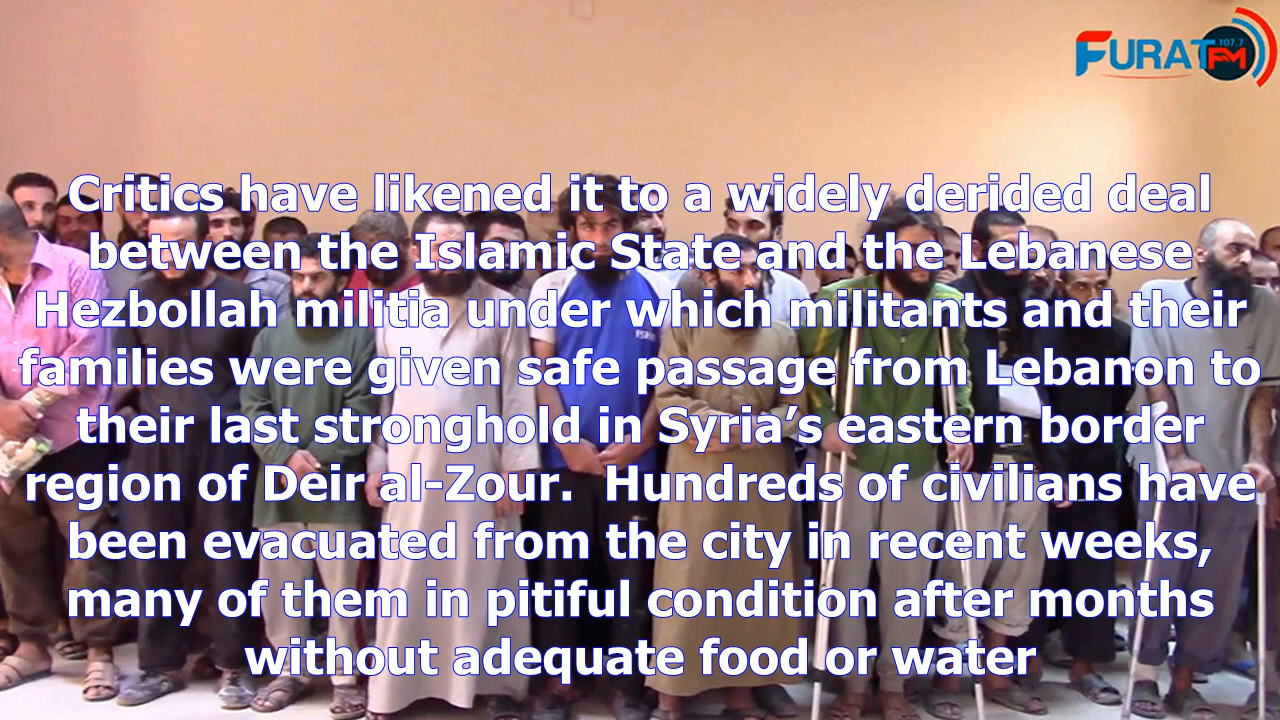 FURAT FM 107.7
Critics have likened it to a widely derided deal
between the Islamic State and the Lebanese
Hezbollah militia under which militants and their
families were given safe passage from Lebanon to
their last stronghold in Syria’s eastern border
region of Deir al-Zour.  Hundreds of civilians have
been evacuated from the city in recent weeks,
many of them in pitiful condition after months
without adequate food or water